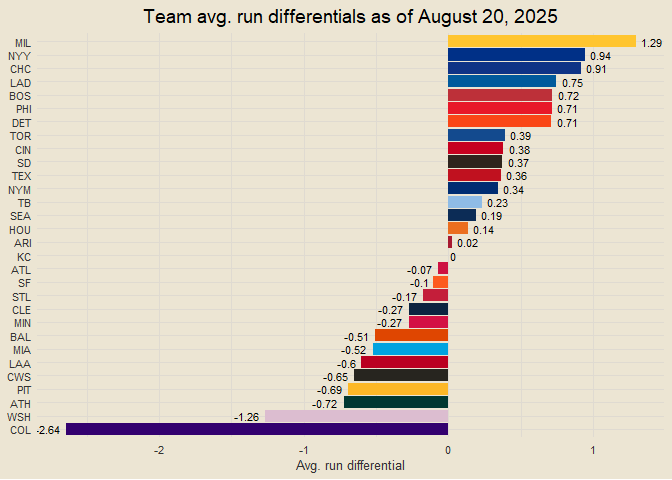 Team avg. run differentials as of August 20, 2025
MIL 1.29
NYY 0.94
CHC 0.91
LAD 0.75
BOS 0.72
PHI 0.71
DET 0.71
TOR 0.39
CIN 0.38
SD 0.37
TEX 0.36
NYM 0.34
TB 0.23
SEA 0.19
HOU 0.14
ARI 0.02
KC 0
ATL -0.07
SF -0.1
STL -0.17
CLE -0.27
MIN -0.27
BAL -0.51
MIA -0.52
LAA -0.6
CWS -0.65
PIT -0.69
ATH -0.72
WSH -1.26
COL -2.64
-2 -1 0 1
Avg. run differential